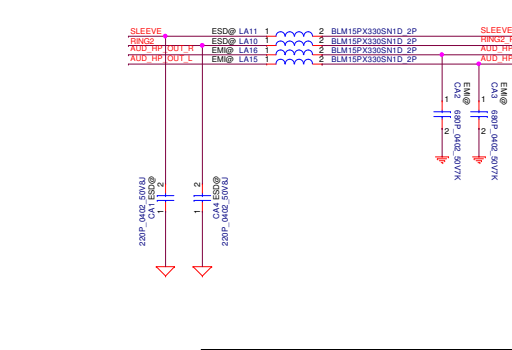 SLEEVE ESD@ LA11 1 2 BLM15PX330SN1D_2P SLEEVE
RING2 ESD@ LA10 1 2 BLM15PX330SN1D_2P RING2_R
AUD_HP_OUT_R EMI@ LA16 1 2 BLM15PX330SN1D_2P AUD_HP
AUD_HP_OUT_L EMI@ LA15 1 2 BLM15PX330SN1D_2P AUD_HP
1 2
CA2 EMI@
680P_0402_50V7K
1 2
CA3 EMI@
680P_0402_50V7K
2 1
CA1 ESD@
220P_0402_50V8J
2 1
CA4 ESD@
220P_0402_50V8J